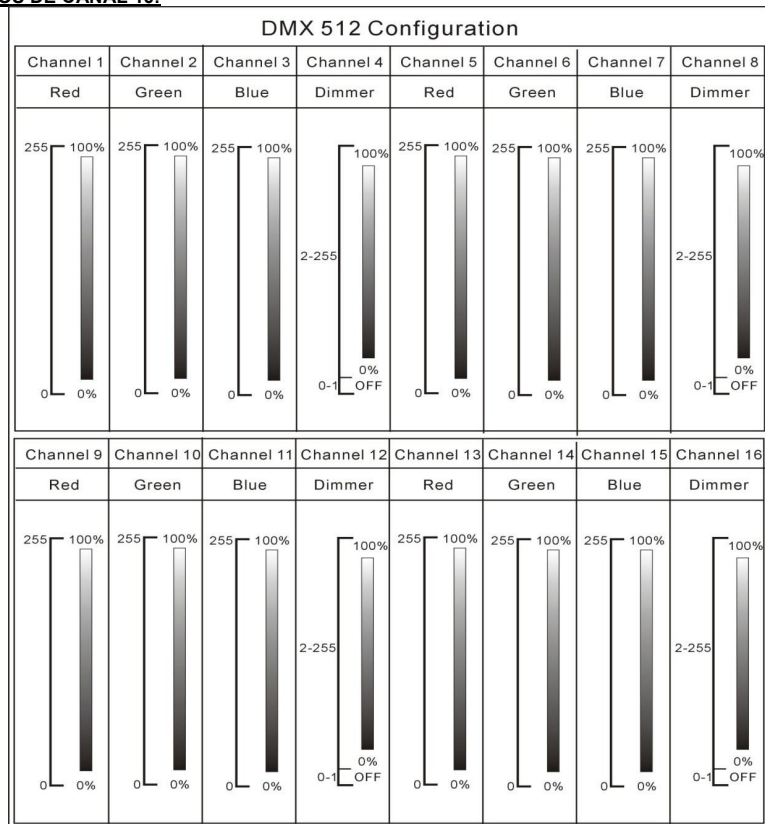 DE CANAL
DMX 512 Configuration
Channel 1 Channel 2 Channel 3 Channel 4 Channel 5 Channel 6 Channel 7 Channel 8
Red Green Blue Dimmer Red Green Blue Dimmer
255 100% 255 100% 255 100% 100% 255 100% 255 100% 255 100% 100%
2-255 2-255
0% 0%
0-1 OFF 0-1 OFF
0 0% 0 0% 0 0% 0 0% 0 0% 0 0%
Channel 9 Channel 10 Channel 11 Channel 12 Channel 13 Channel 14 Channel 15 Channel 16
Red Green Blue Dimmer Red Green Blue Dimmer
255 100% 255 100% 255 100% 100% 255 100% 255 100% 255 100% 100%
2-255 2-255
0% 0%
0-1 OFF 0-1 OFF
0 0% 0 0% 0 0% 0 0% 0 0% 0 0%